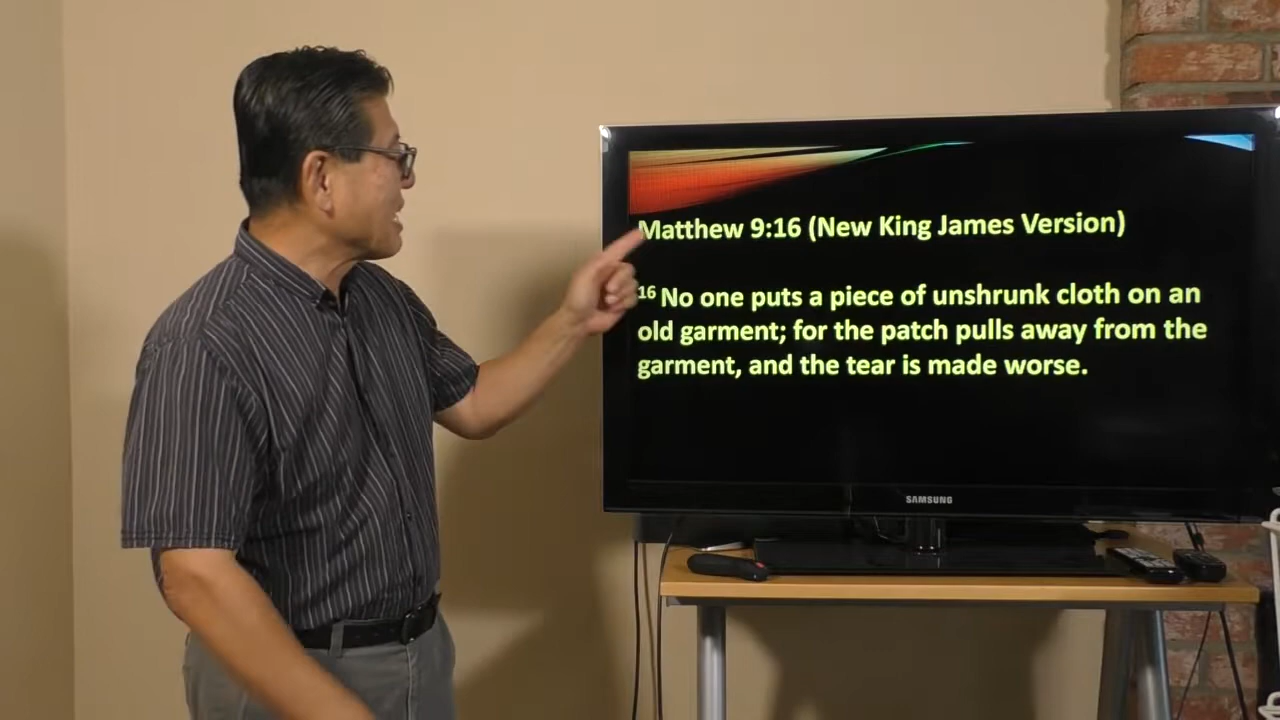 Matthew 9:16 (New King James Version)
16 No one puts a piece of unshrunk cloth on an
old garment; for the patch pulls away from the
garment, and the tear is made worse.
SAMSUNG